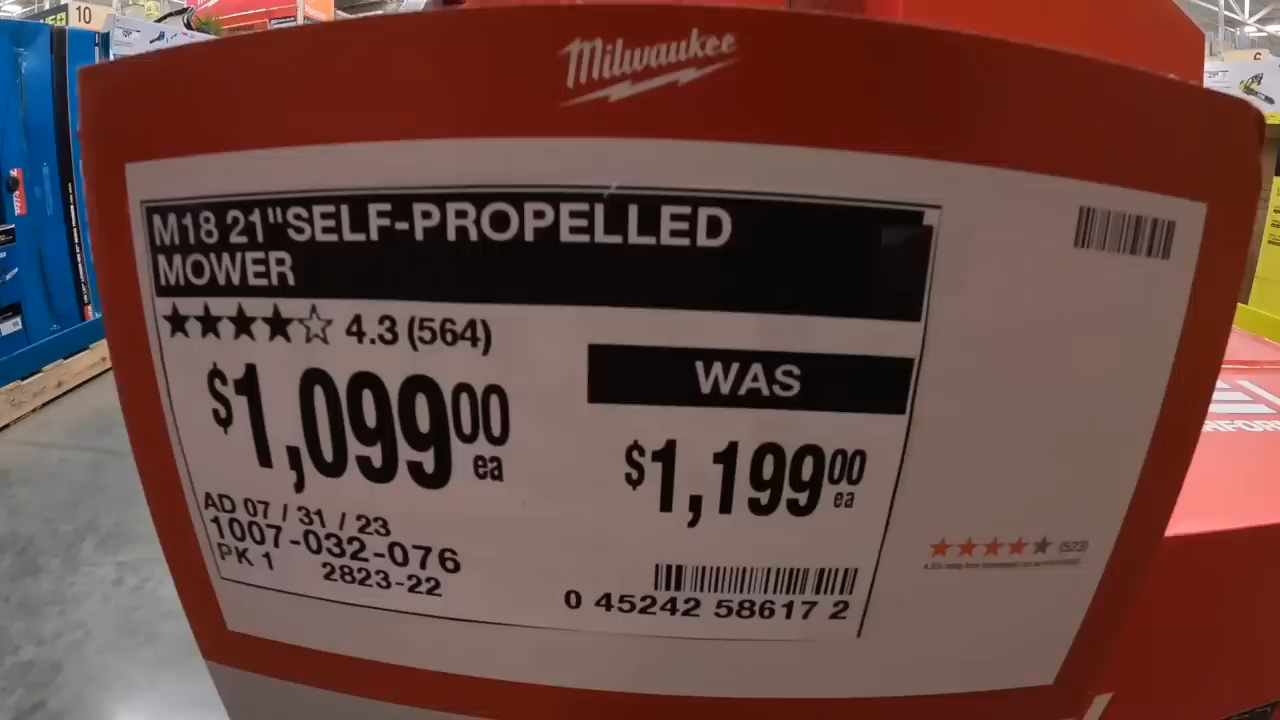 10
Milwaukee
M18 21"SELF-PROPELLED
MOWER
4.3 (564)
$1,099 00 ea
WAS
$1,199 00 ea
AD 07 / 31 / 23
1007-032-076
PK 1 2823-22
0 45242 58617 2
(523)